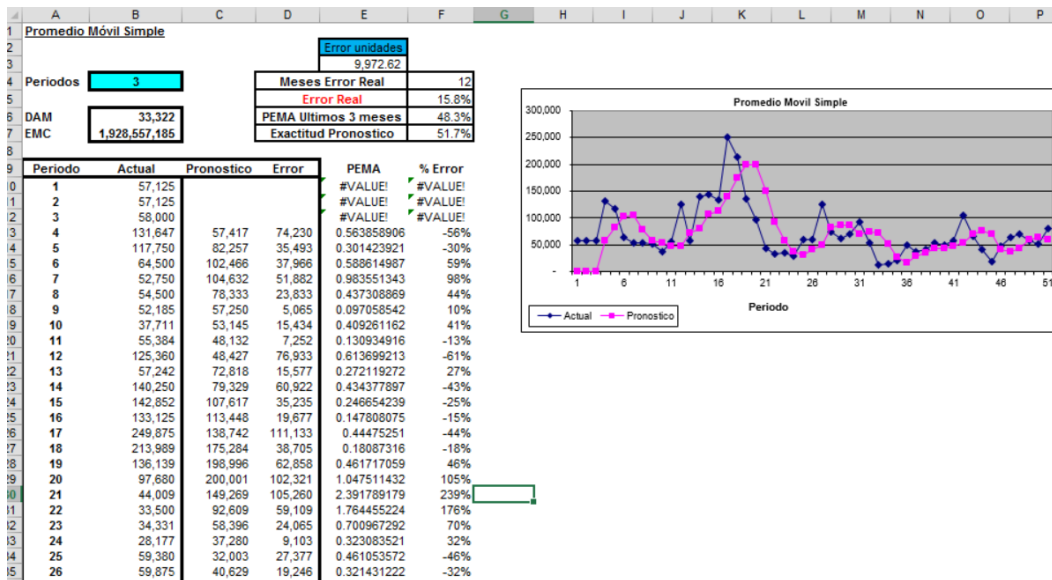 A B C D E F G H I J K L M N O P
1 Promedio Móvil Simple
2 Error unidades
3 9,972.62
4 Periodos 3 Meses Error Real 12
5 Error Real 15.8%
6 DAM 33,322 PEMA Ultimos 3 meses 48.3%
7 EMC 1,928,557,185 Exactitud Pronostico 51.7%
8
9 Periodo Actual Pronostico Error PEMA % Error
1 57,125 #VALUE! #VALUE!
2 57,125 #VALUE! #VALUE!
3 58,000 #VALUE! #VALUE!
4 131,647 57,417 74,230 0.563858906 -56%
5 117,750 82,257 35,493 0.301423921 -30%
6 64,500 102,466 37,966 0.588614987 59%
7 52,750 104,632 51,882 0.983551343 98%
8 54,500 78,333 23,833 0.437308869 44%
9 52,185 57,250 5,065 0.097058542 10%
10 37,711 53,145 15,434 0.409261162 41%
11 55,384 48,132 7,252 0.130934916 -13%
12 125,360 48,427 76,933 0.613699213 -61%
13 57,242 72,818 15,577 0.272119272 27%
14 140,250 79,329 60,922 0.434377897 -43%
15 142,852 107,617 35,235 0.246654239 -25%
16 133,125 113,448 19,677 0.147808075 -15%
17 249,875 138,742 111,133 0.44475251 -44%
18 213,989 175,284 38,705 0.18087316 -18%
19 136,139 198,996 62,858 0.461717059 46%
20 97,680 200,001 102,321 1.047511432 105%
21 44,009 149,269 105,260 2.391789179 239%
22 33,500 92,609 59,109 1.764455224 176%
23 34,331 58,396 24,065 0.700967292 70%
24 28,177 37,280 9,103 0.323083521 32%
25 59,380 32,003 27,377 0.461053572 -46%
26 59,875 40,629 19,246 0.321431222 -32%
Promedio Movil Simple
300,000
250,000
200,000
150,000
100,000
50,000
-
1 6 11 16 21 26 31 36 41 46 51
Periodo
Actual Pronostico